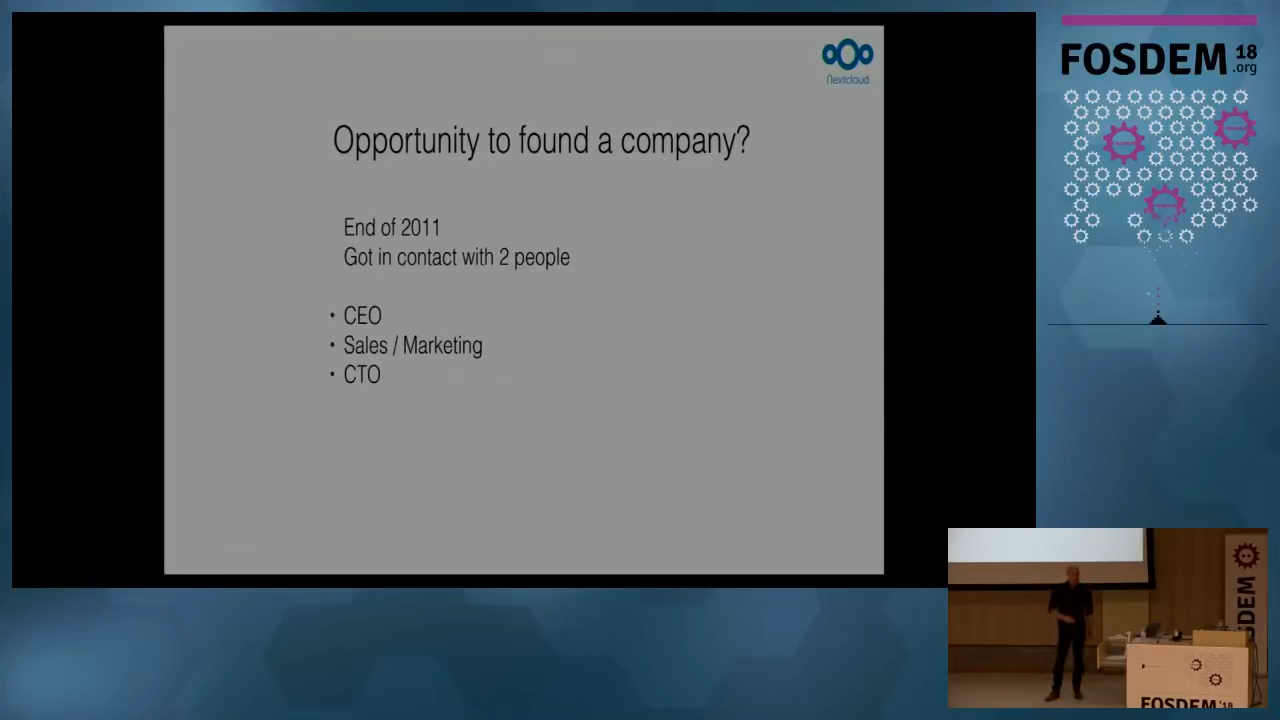 Nextcloud
Opportunity to found a company?
End of 2011
Got in contact with 2 people
• CEO
• Sales / Marketing
• CTO
FOSDEM 18
.org
FOSDEM
FOSDEM '18